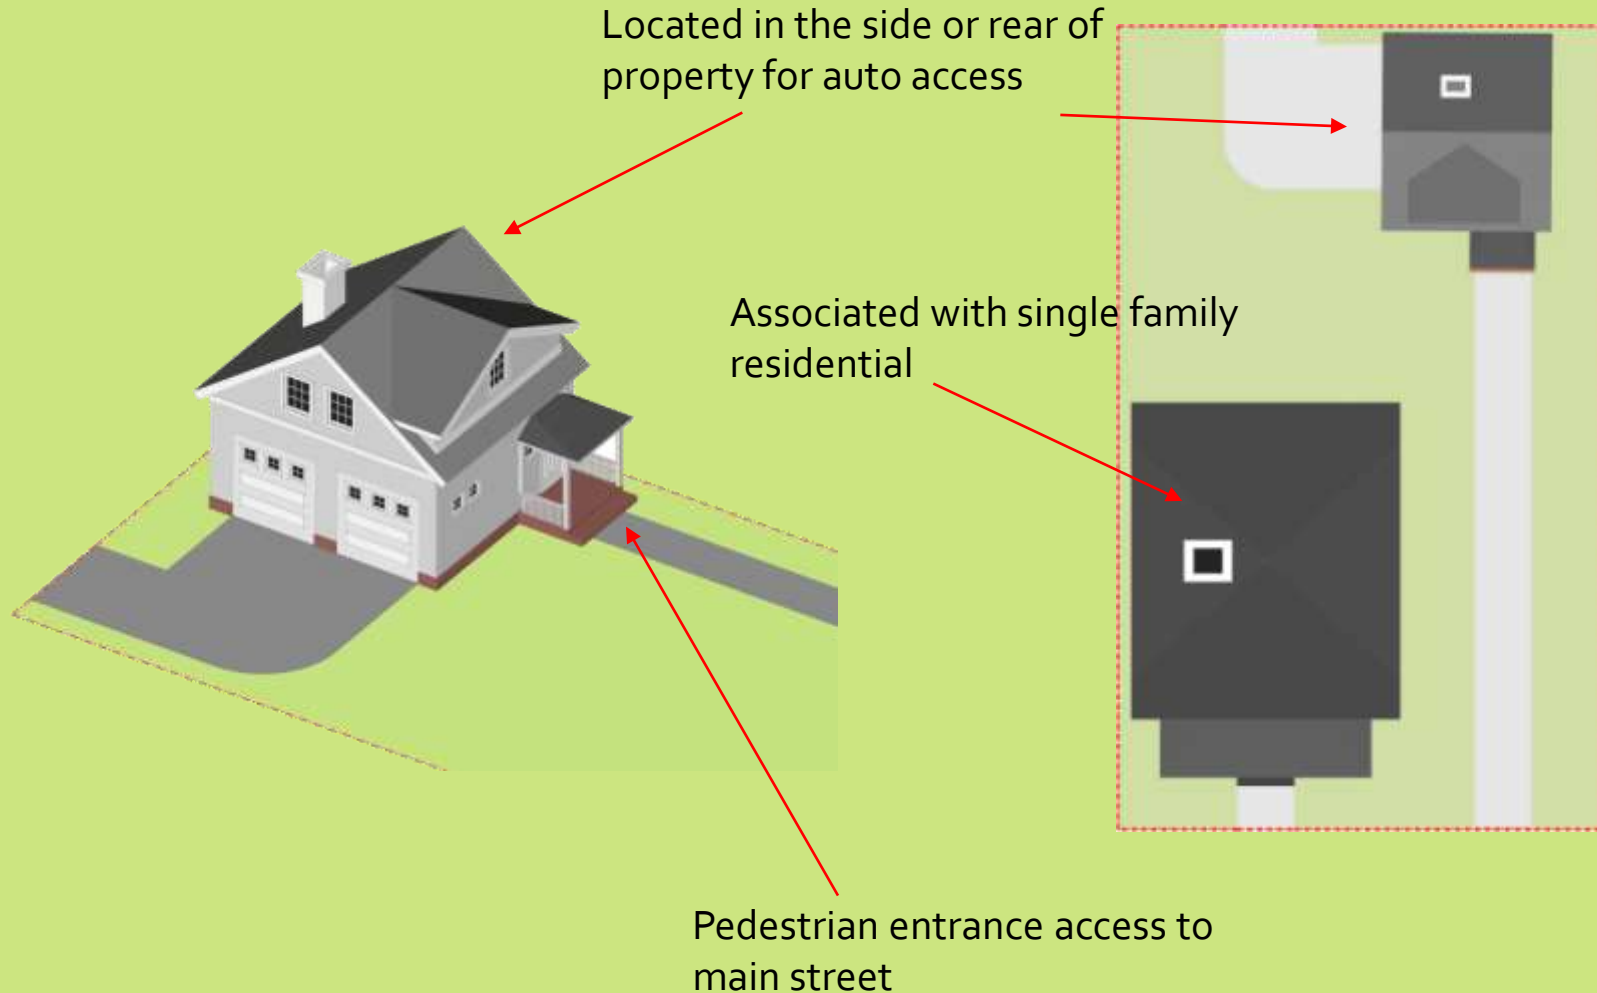 Located in the side or rear of
property for auto access
Associated with single family
residential
Pedestrian entrance access to
main street